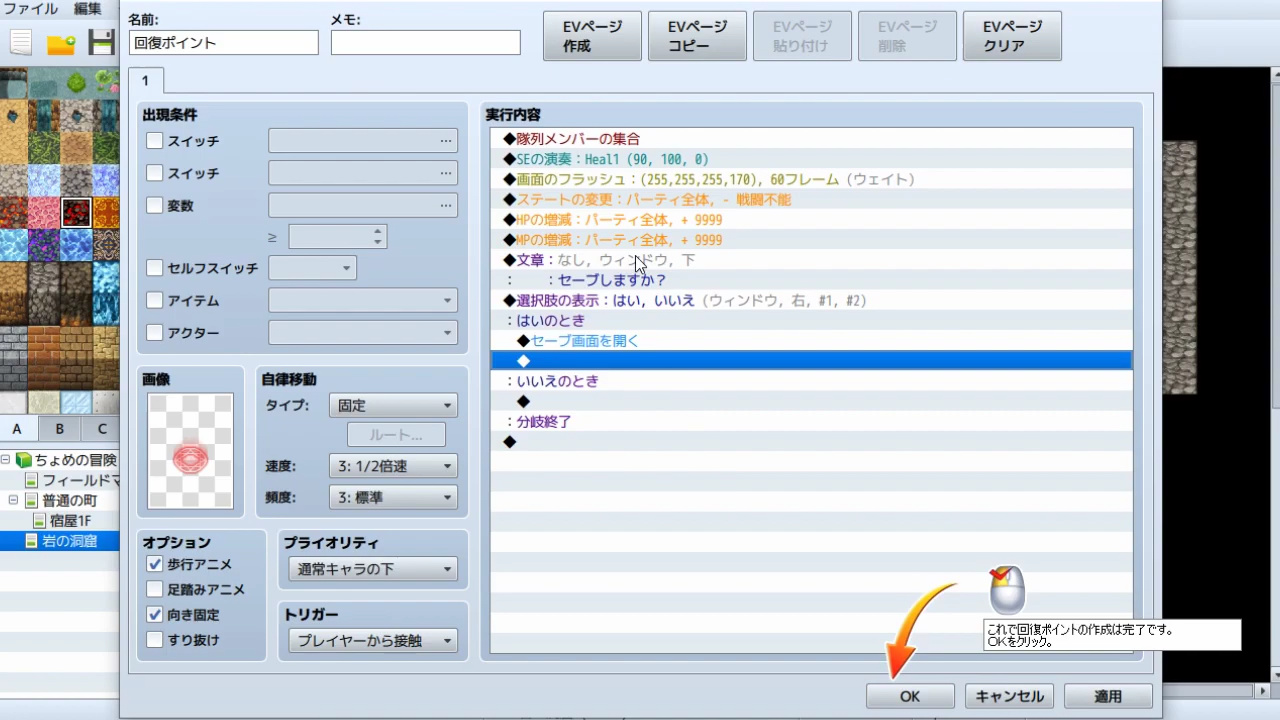 ファイル 編集
名前:
メモ:
回復ポイント
EVページ
作成
EVページ
コピー
EVページ
貼り付け
EVページ
削除
EVページ
クリア
1
出現条件
スイッチ
...
スイッチ
...
変数
...
≥
セルフスイッチ
アイテム
アクター
画像
自律移動
タイプ:
固定
ルート...
速度:
3: 1/2倍速
頻度:
3: 標準
オプション
歩行アニメ
足踏みアニメ
向き固定
すり抜け
プライオリティ
通常キャラの下
トリガー
プレイヤーから接触
実行内容
◆隊列メンバーの集合
◆SEの演奏：Heal1 (90, 100, 0)
◆画面のフラッシュ：(255,255,255,170), 60フレーム (ウェイト)
◆ステートの変更：パーティ全体, - 戦闘不能
◆HPの増減：パーティ全体, + 9999
◆MPの増減：パーティ全体, + 9999
◆文章：なし, ウィンドウ, 下
：　　：セーブしますか？
◆選択肢の表示：はい, いいえ (ウィンドウ, 右, #1, #2)
：はいのとき
◆セーブ画面を開く
◆
：いいえのとき
◆
：分岐終了
◆
A B C
ちょめの冒険
フィールドマ
普通の町
宿屋1F
岩の洞窟
これで回復ポイントの作成は完了です。
OKをクリック。
OK
キャンセル
適用